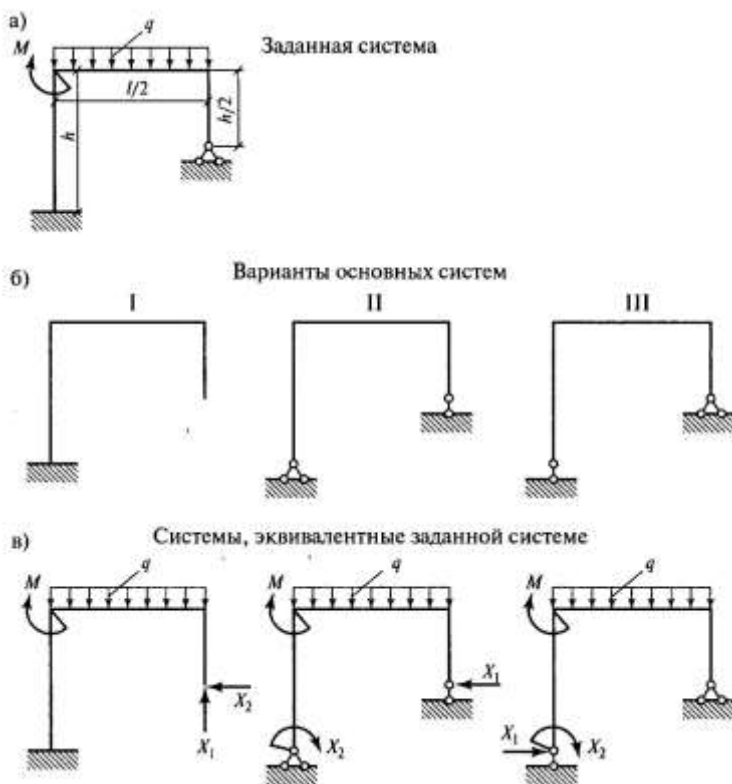 а)
Заданная система
q
M
l/2
h/2
h
б)
Варианты основных систем
I
II
III
в)
Системы, эквивалентные заданной системе
M
q
M
q
M
q
X₂
X₁
X₁
X₂
X₁
X₂